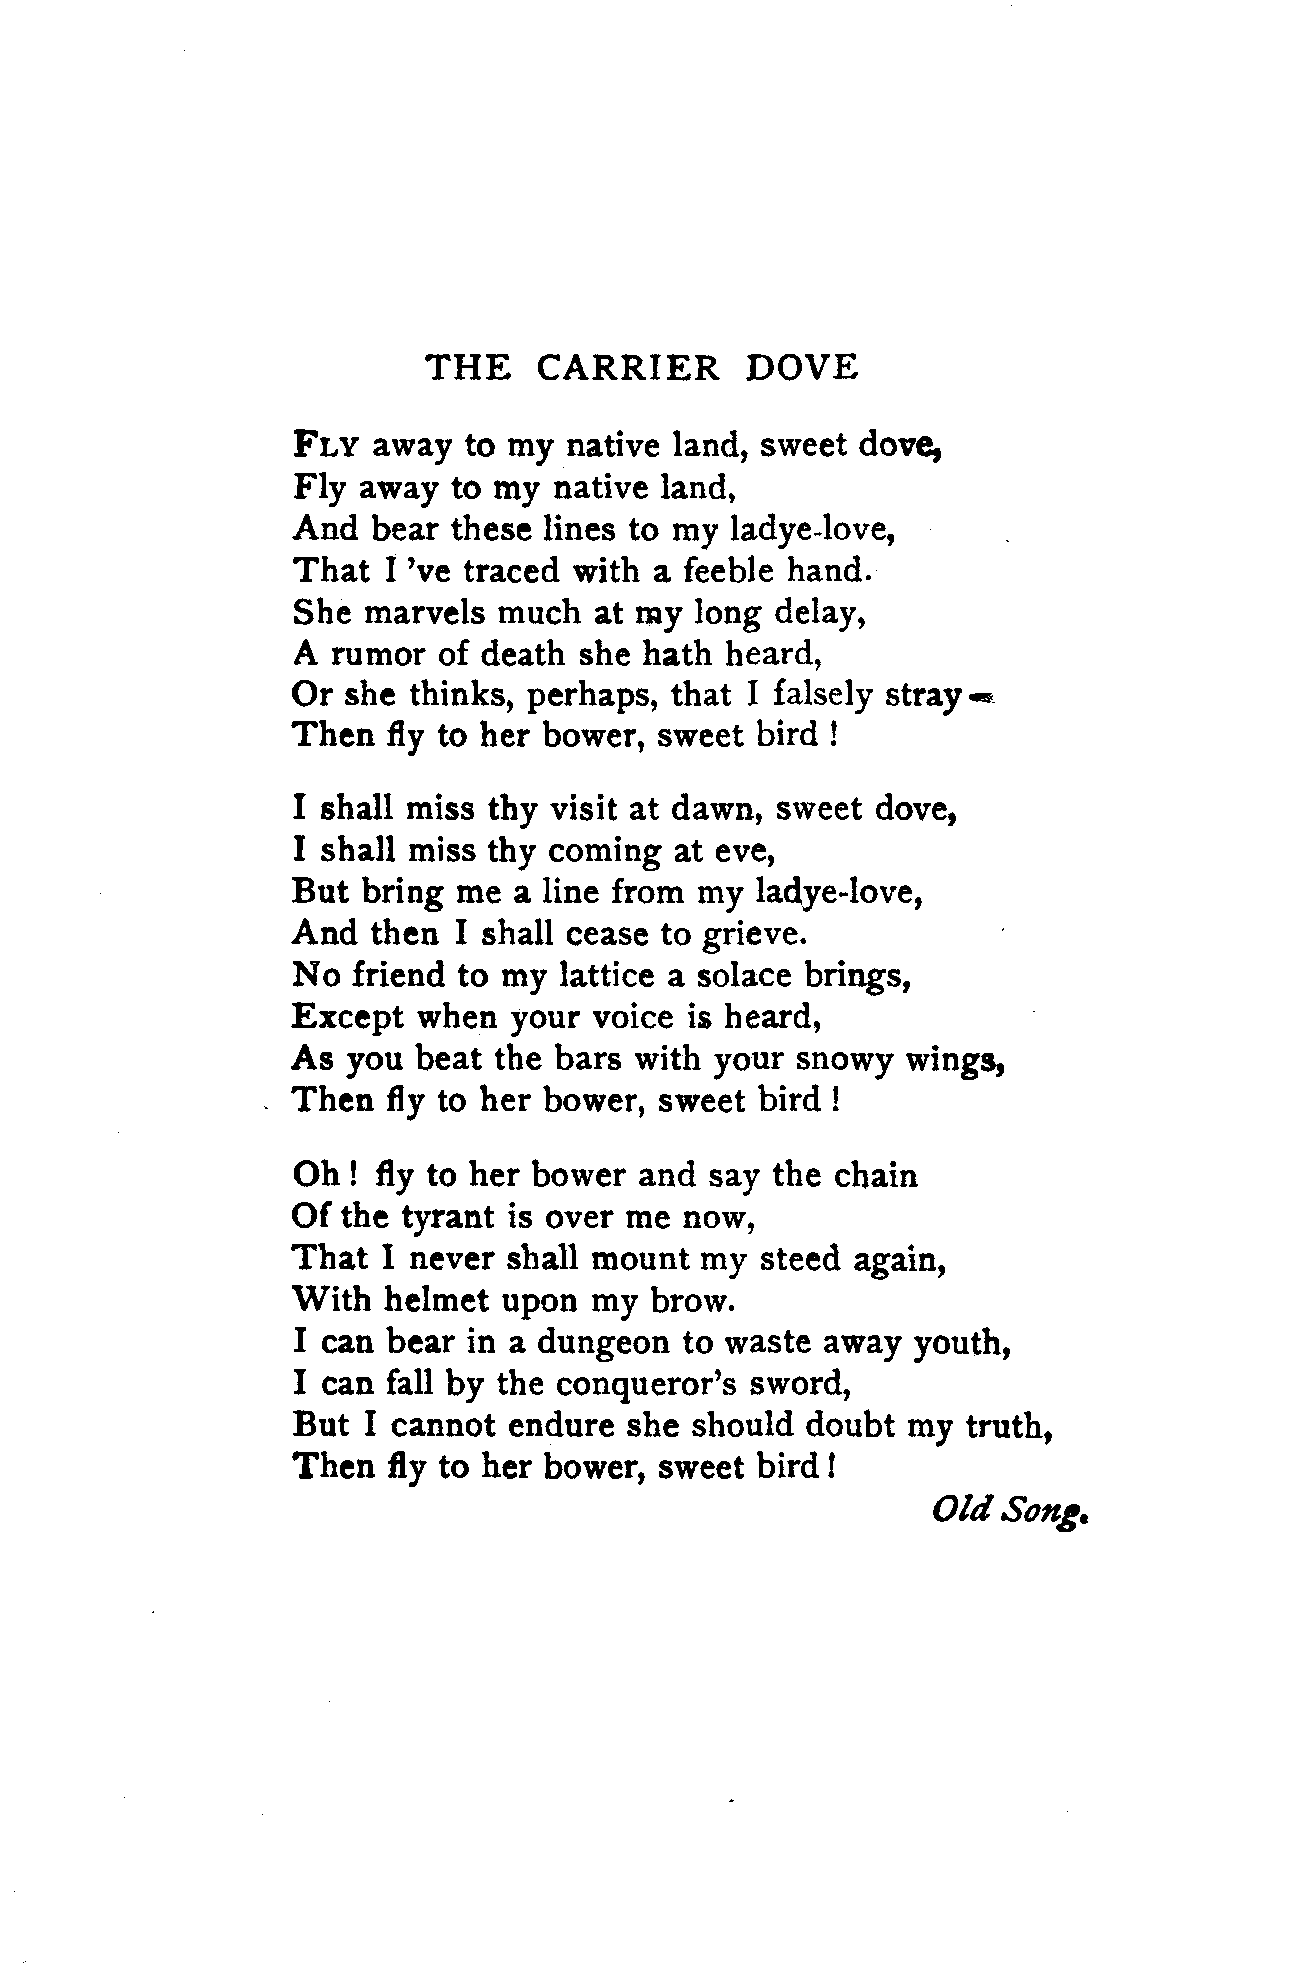 THE CARRIER DOVE
FLY away to my native land, sweet dove,
Fly away to my native land,
And bear these lines to my ladye-love,
That I 've traced with a feeble hand.
She marvels much at my long delay,
A rumor of death she hath heard,
Or she thinks, perhaps, that I falsely stray—
Then fly to her bower, sweet bird !
I shall miss thy visit at dawn, sweet dove,
I shall miss thy coming at eve,
But bring me a line from my ladye-love,
And then I shall cease to grieve.
No friend to my lattice a solace brings,
Except when your voice is heard,
As you beat the bars with your snowy wings,
Then fly to her bower, sweet bird !
Oh ! fly to her bower and say the chain
Of the tyrant is over me now,
That I never shall mount my steed again,
With helmet upon my brow.
I can bear in a dungeon to waste away youth,
I can fall by the conqueror's sword,
But I cannot endure she should doubt my truth,
Then fly to her bower, sweet bird !
Old Song.